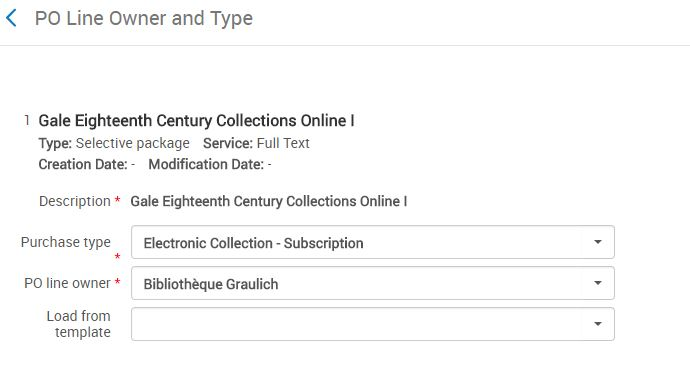 PO Line Owner and Type
1 Gale Eighteenth Century Collections Online I
Type: Selective package Service: Full Text
Creation Date: - Modification Date: -
Description * Gale Eighteenth Century Collections Online I
Purchase type * Electronic Collection - Subscription
PO line owner * Bibliothèque Graulich
Load from
template